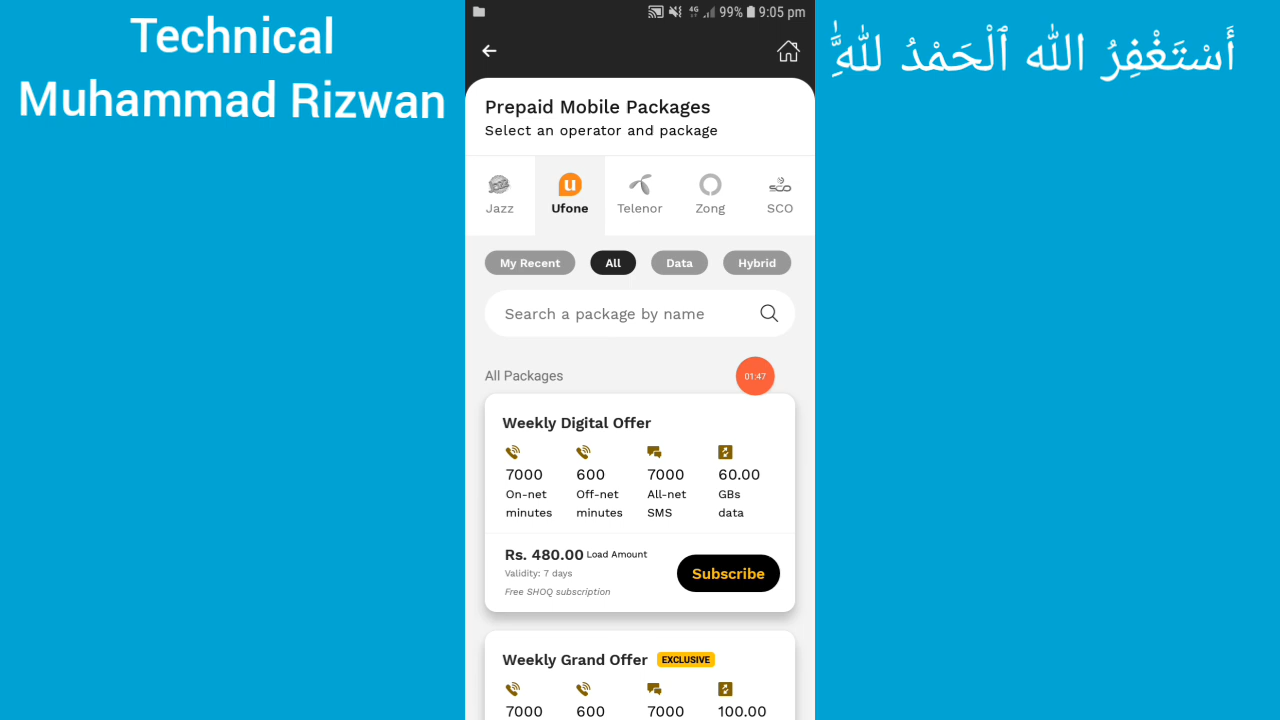 Technical
Muhammad Rizwan
أَسْتَغْفِرُ اللّٰه ٱلْحَمْدُ لِلّٰهِ
4G 99% 9:05 pm
Prepaid Mobile Packages
Select an operator and package
Jazz Ufone Telenor Zong SCO
My Recent All Data Hybrid
Search a package by name
All Packages 01:47
Weekly Digital Offer
7000 600 7000 60.00
On-net Off-net All-net GBs
minutes minutes SMS data
Rs. 480.00 Load Amount
Validity: 7 days
Subscribe
Free SHOQ subscription
Weekly Grand Offer EXCLUSIVE
7000 600 7000 100.00